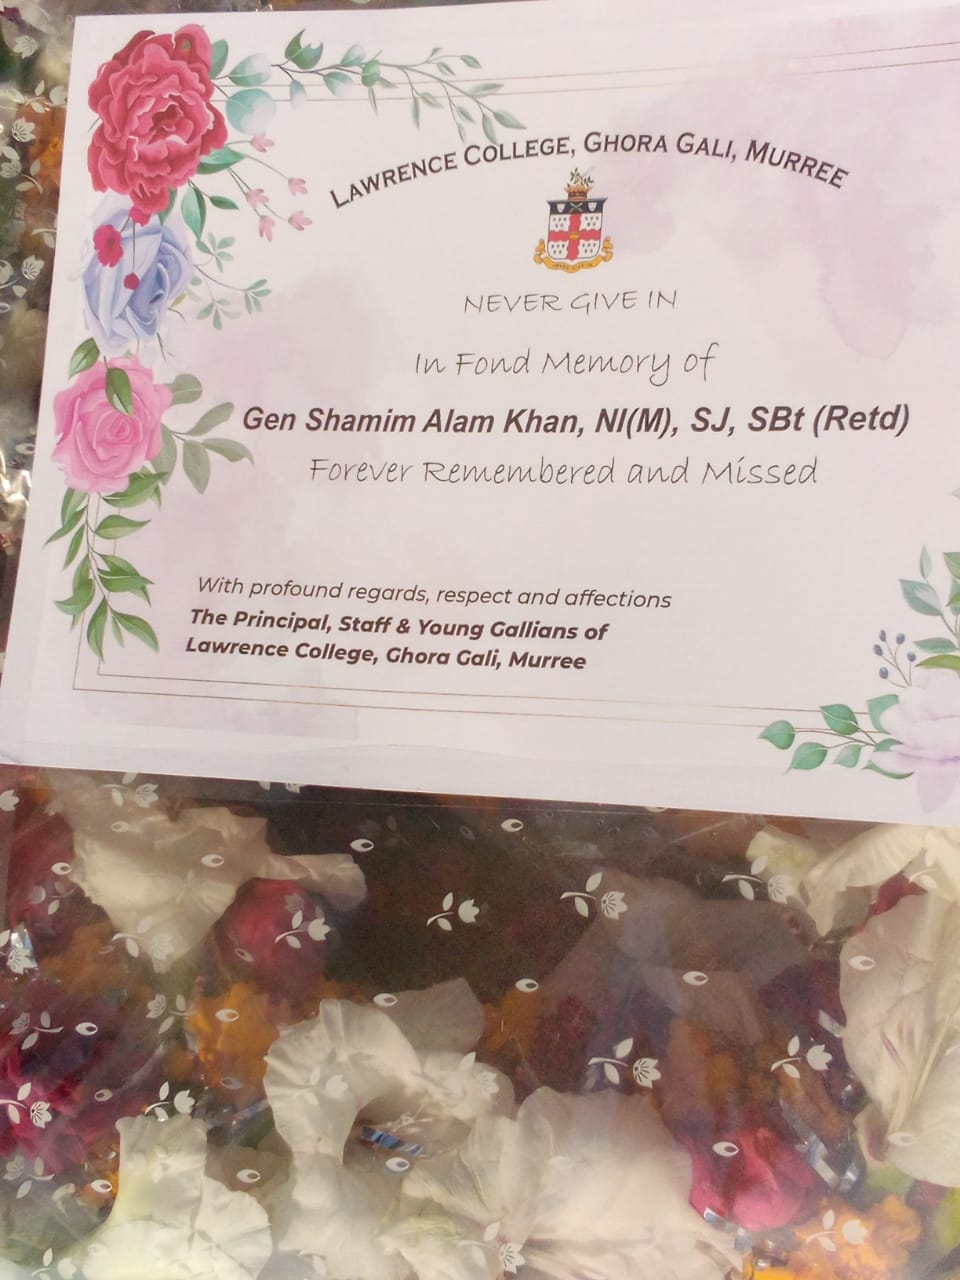 LAWRENCE COLLEGE, GHORA GALI, MURREE
NEVER GIVE IN
In Fond Memory of
Gen Shamim Alam Khan, NI(M), SJ, SBt (Retd)
Forever Remembered and Missed
With profound regards, respect and affections
The Principal, Staff & Young Gallians of
Lawrence College, Ghora Gali, Murree